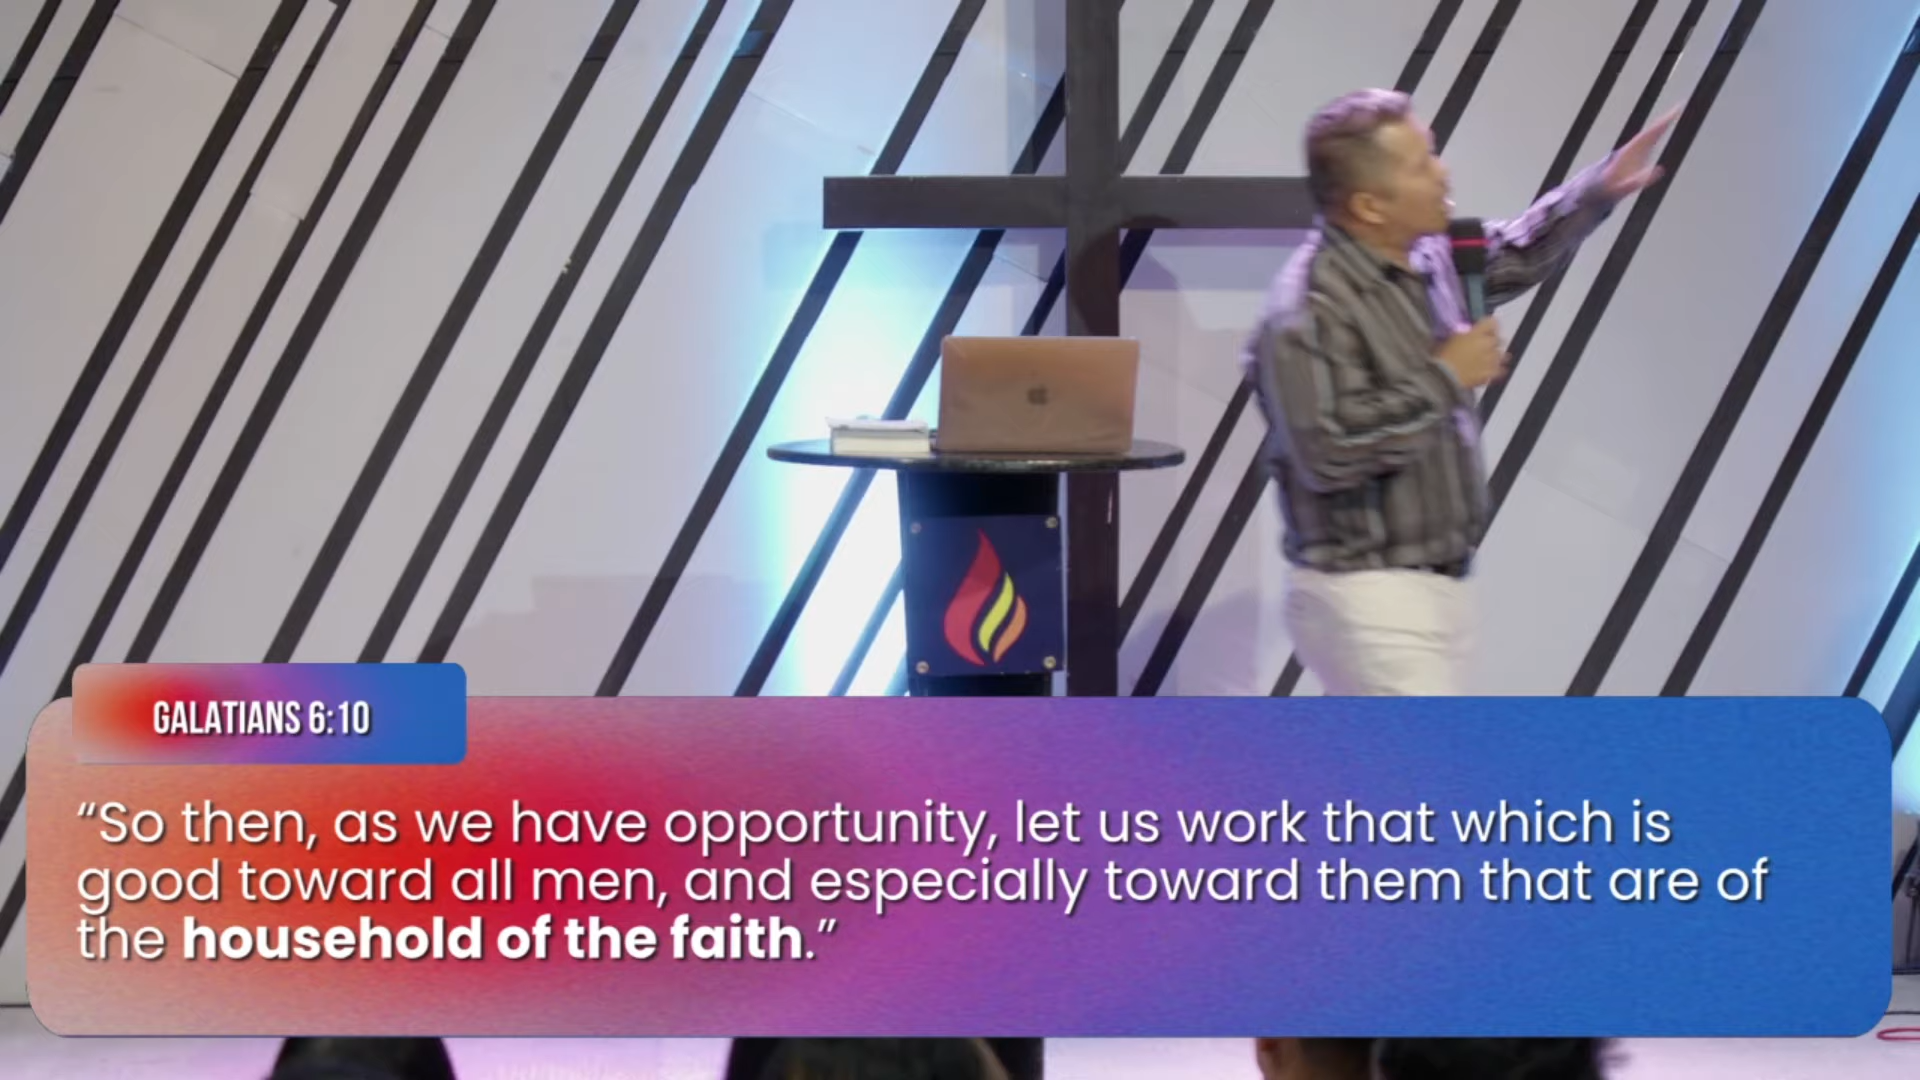 GALATIANS 6:10
“So then, as we have opportunity, let us work that which is
good toward all men, and especially toward them that are of
the household of the faith.”